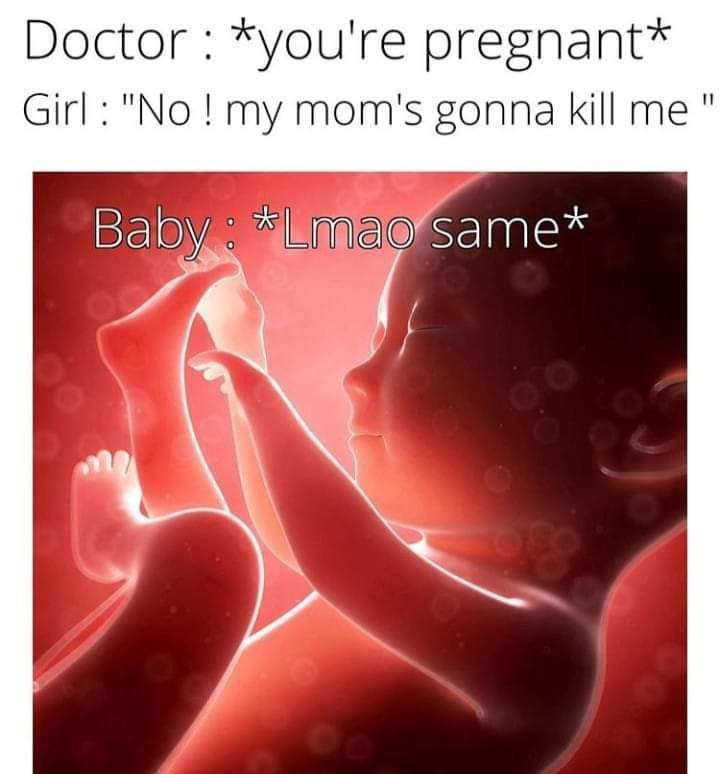 Doctor : *you're pregnant*
Girl : "No ! my mom's gonna kill me "
Baby : *Lmao same*